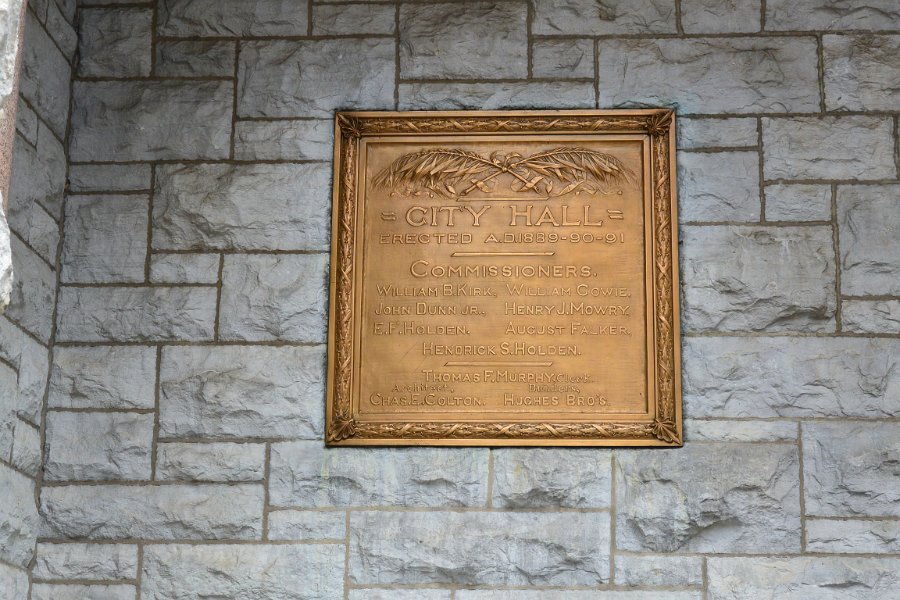 = CITY HALL =
ERECTED A.D. 1889-90-91
COMMISSIONERS.
WILLIAM B. KIRK, WILLIAM COWIE,
JOHN DUNN JR., HENRY J. MOWRY,
E. F. HOLDEN. AUGUST FALKER,
HENDRICK S. HOLDEN.
THOMAS F. MURPHY, Clerk.
Architect, Builders,
CHAS. E. COLTON. HUGHES BRO'S.